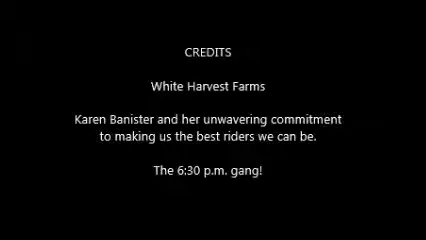 CREDITS
White Harvest Farms
Karen Banister and her unwavering commitment
to making us the best riders we can be.
The 6:30 p.m. gang!